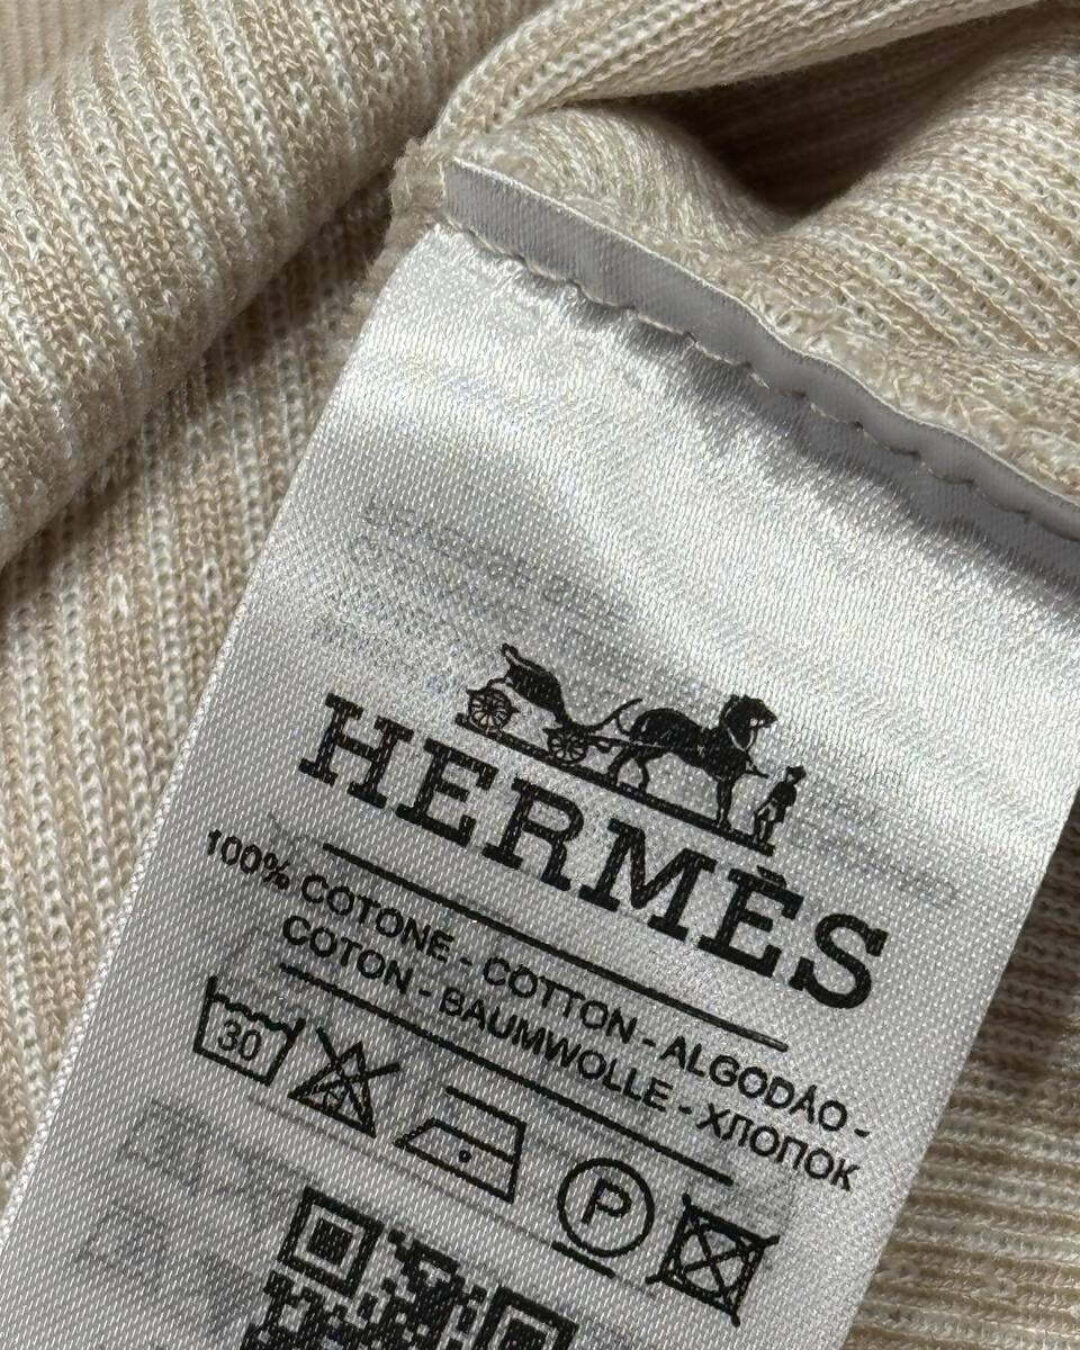 HERMÈS
100% COTONE - COTTON - ALGODÃO -
COTON - BAUMWOLLE - ХЛОПОК
30
P